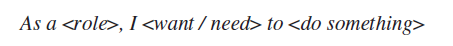 As a <role>, I <want / need> to <do something>